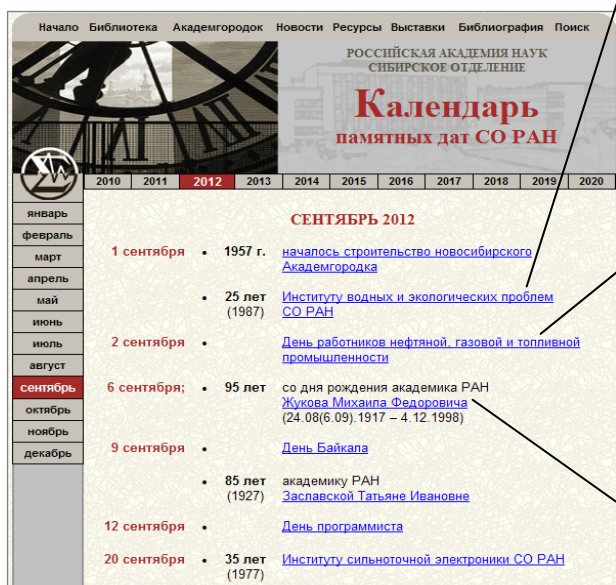 Начало Библиотека Академгородок Новости Ресурсы Выставки Библиография Поиск
РОССИЙСКАЯ АКАДЕМИЯ НАУК
СИБИРСКОЕ ОТДЕЛЕНИЕ
Календарь
памятных дат СО РАН
2010 2011 2012 2013 2014 2015 2016 2017 2018 2019 2020
январь
февраль
март
апрель
май
июнь
июль
август
сентябрь
октябрь
ноябрь
декабрь
СЕНТЯБРЬ 2012
1 сентября • 1957 г. началось строительство новосибирского
Академгородка
• 25 лет Институту водных и экологических проблем
(1987) СО РАН
2 сентября • День работников нефтяной, газовой и топливной
промышленности
6 сентября; • 95 лет со дня рождения академика РАН
Жукова Михаила Федоровича
(24.08(6.09).1917 – 4.12.1998)
9 сентября • День Байкала
• 85 лет академику РАН
(1927) Заславской Татьяне Ивановне
12 сентября • День программиста
20 сентября • 35 лет Институту сильноточной электроники СО РАН
(1977)